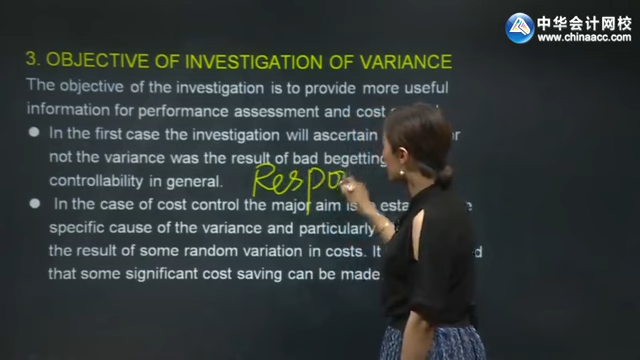 中华会计网校
www.chinaacc.com
3. OBJECTIVE OF INVESTIGATION OF VARIANCE
The objective of the investigation is to provide more useful
information for performance assessment and cost
In the first case the investigation will ascertain
not the variance was the result of bad begetting
controllability in general.
Respo
In the case of cost control the major aim is
specific cause of the variance and particularly
the result of some random variation in costs.
that some significant cost saving can be made